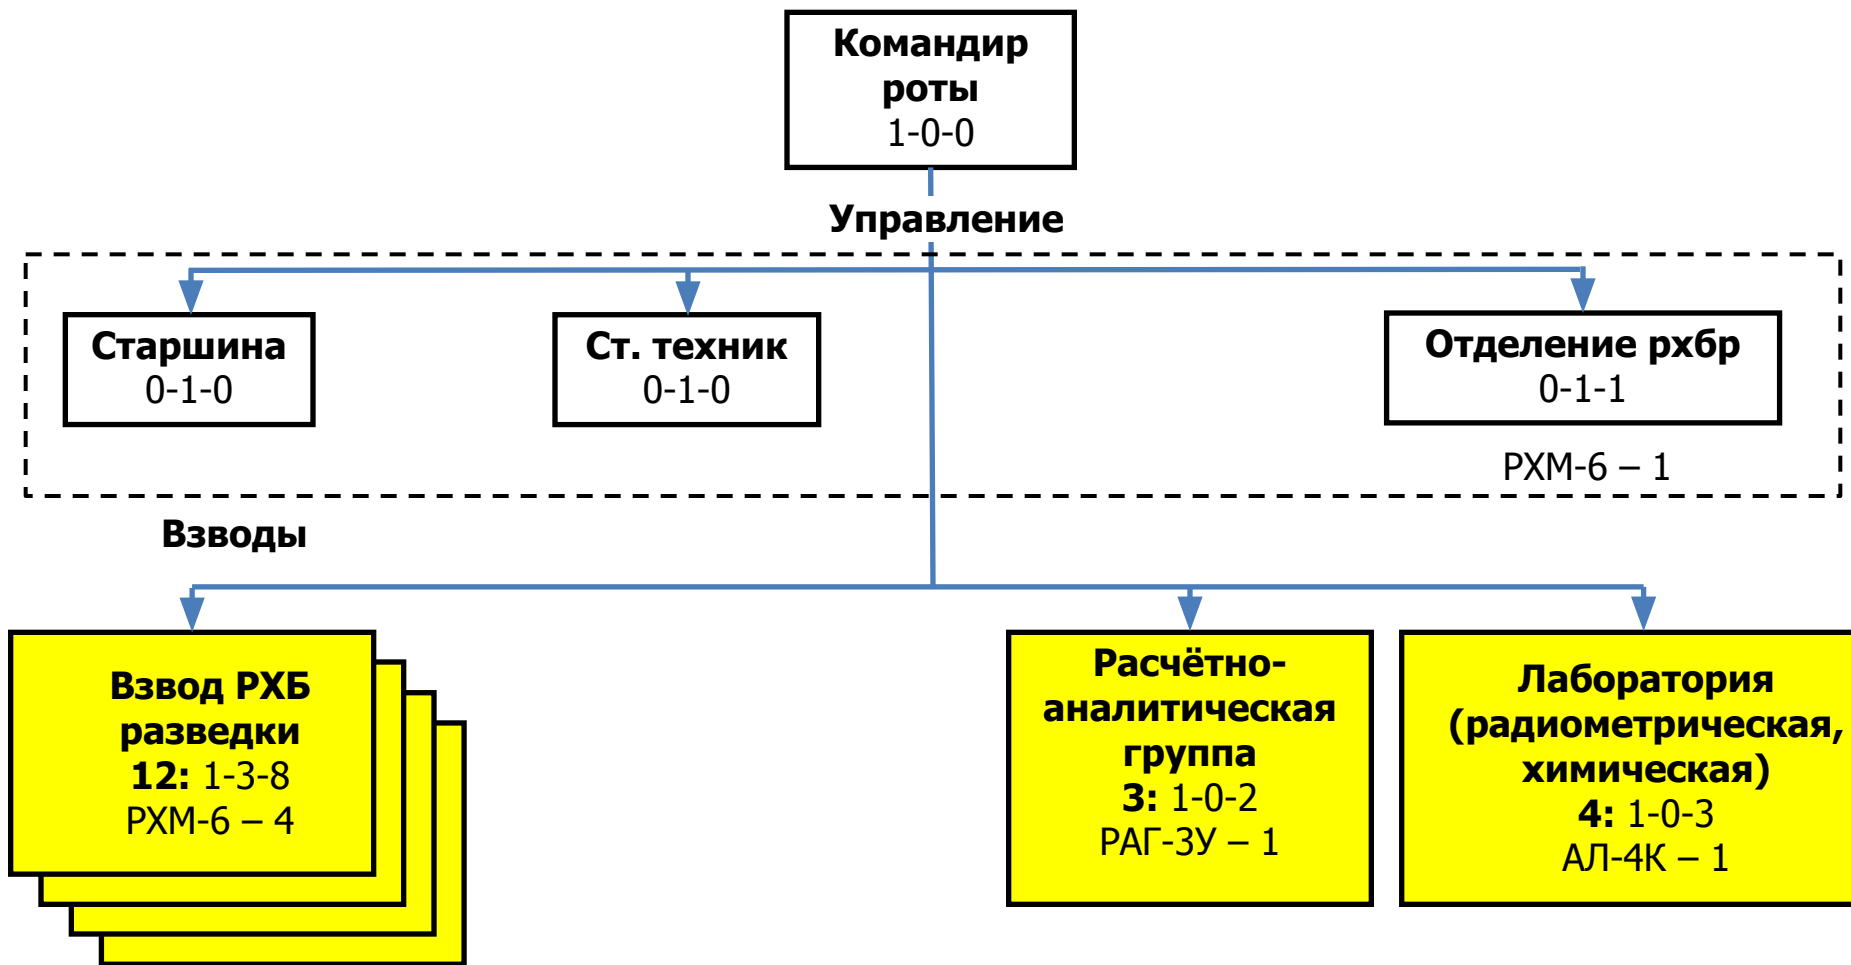 Командир
роты
1-0-0
Управление
Старшина
0-1-0
Ст. техник
0-1-0
Отделение рхбр
0-1-1
РХМ-6 – 1
Взводы
Взвод РХБ
разведки
12: 1-3-8
РХМ-6 – 4
Расчётно-
аналитическая
группа
3: 1-0-2
РАГ-3У – 1
Лаборатория
(радиометрическая,
химическая)
4: 1-0-3
АЛ-4К – 1